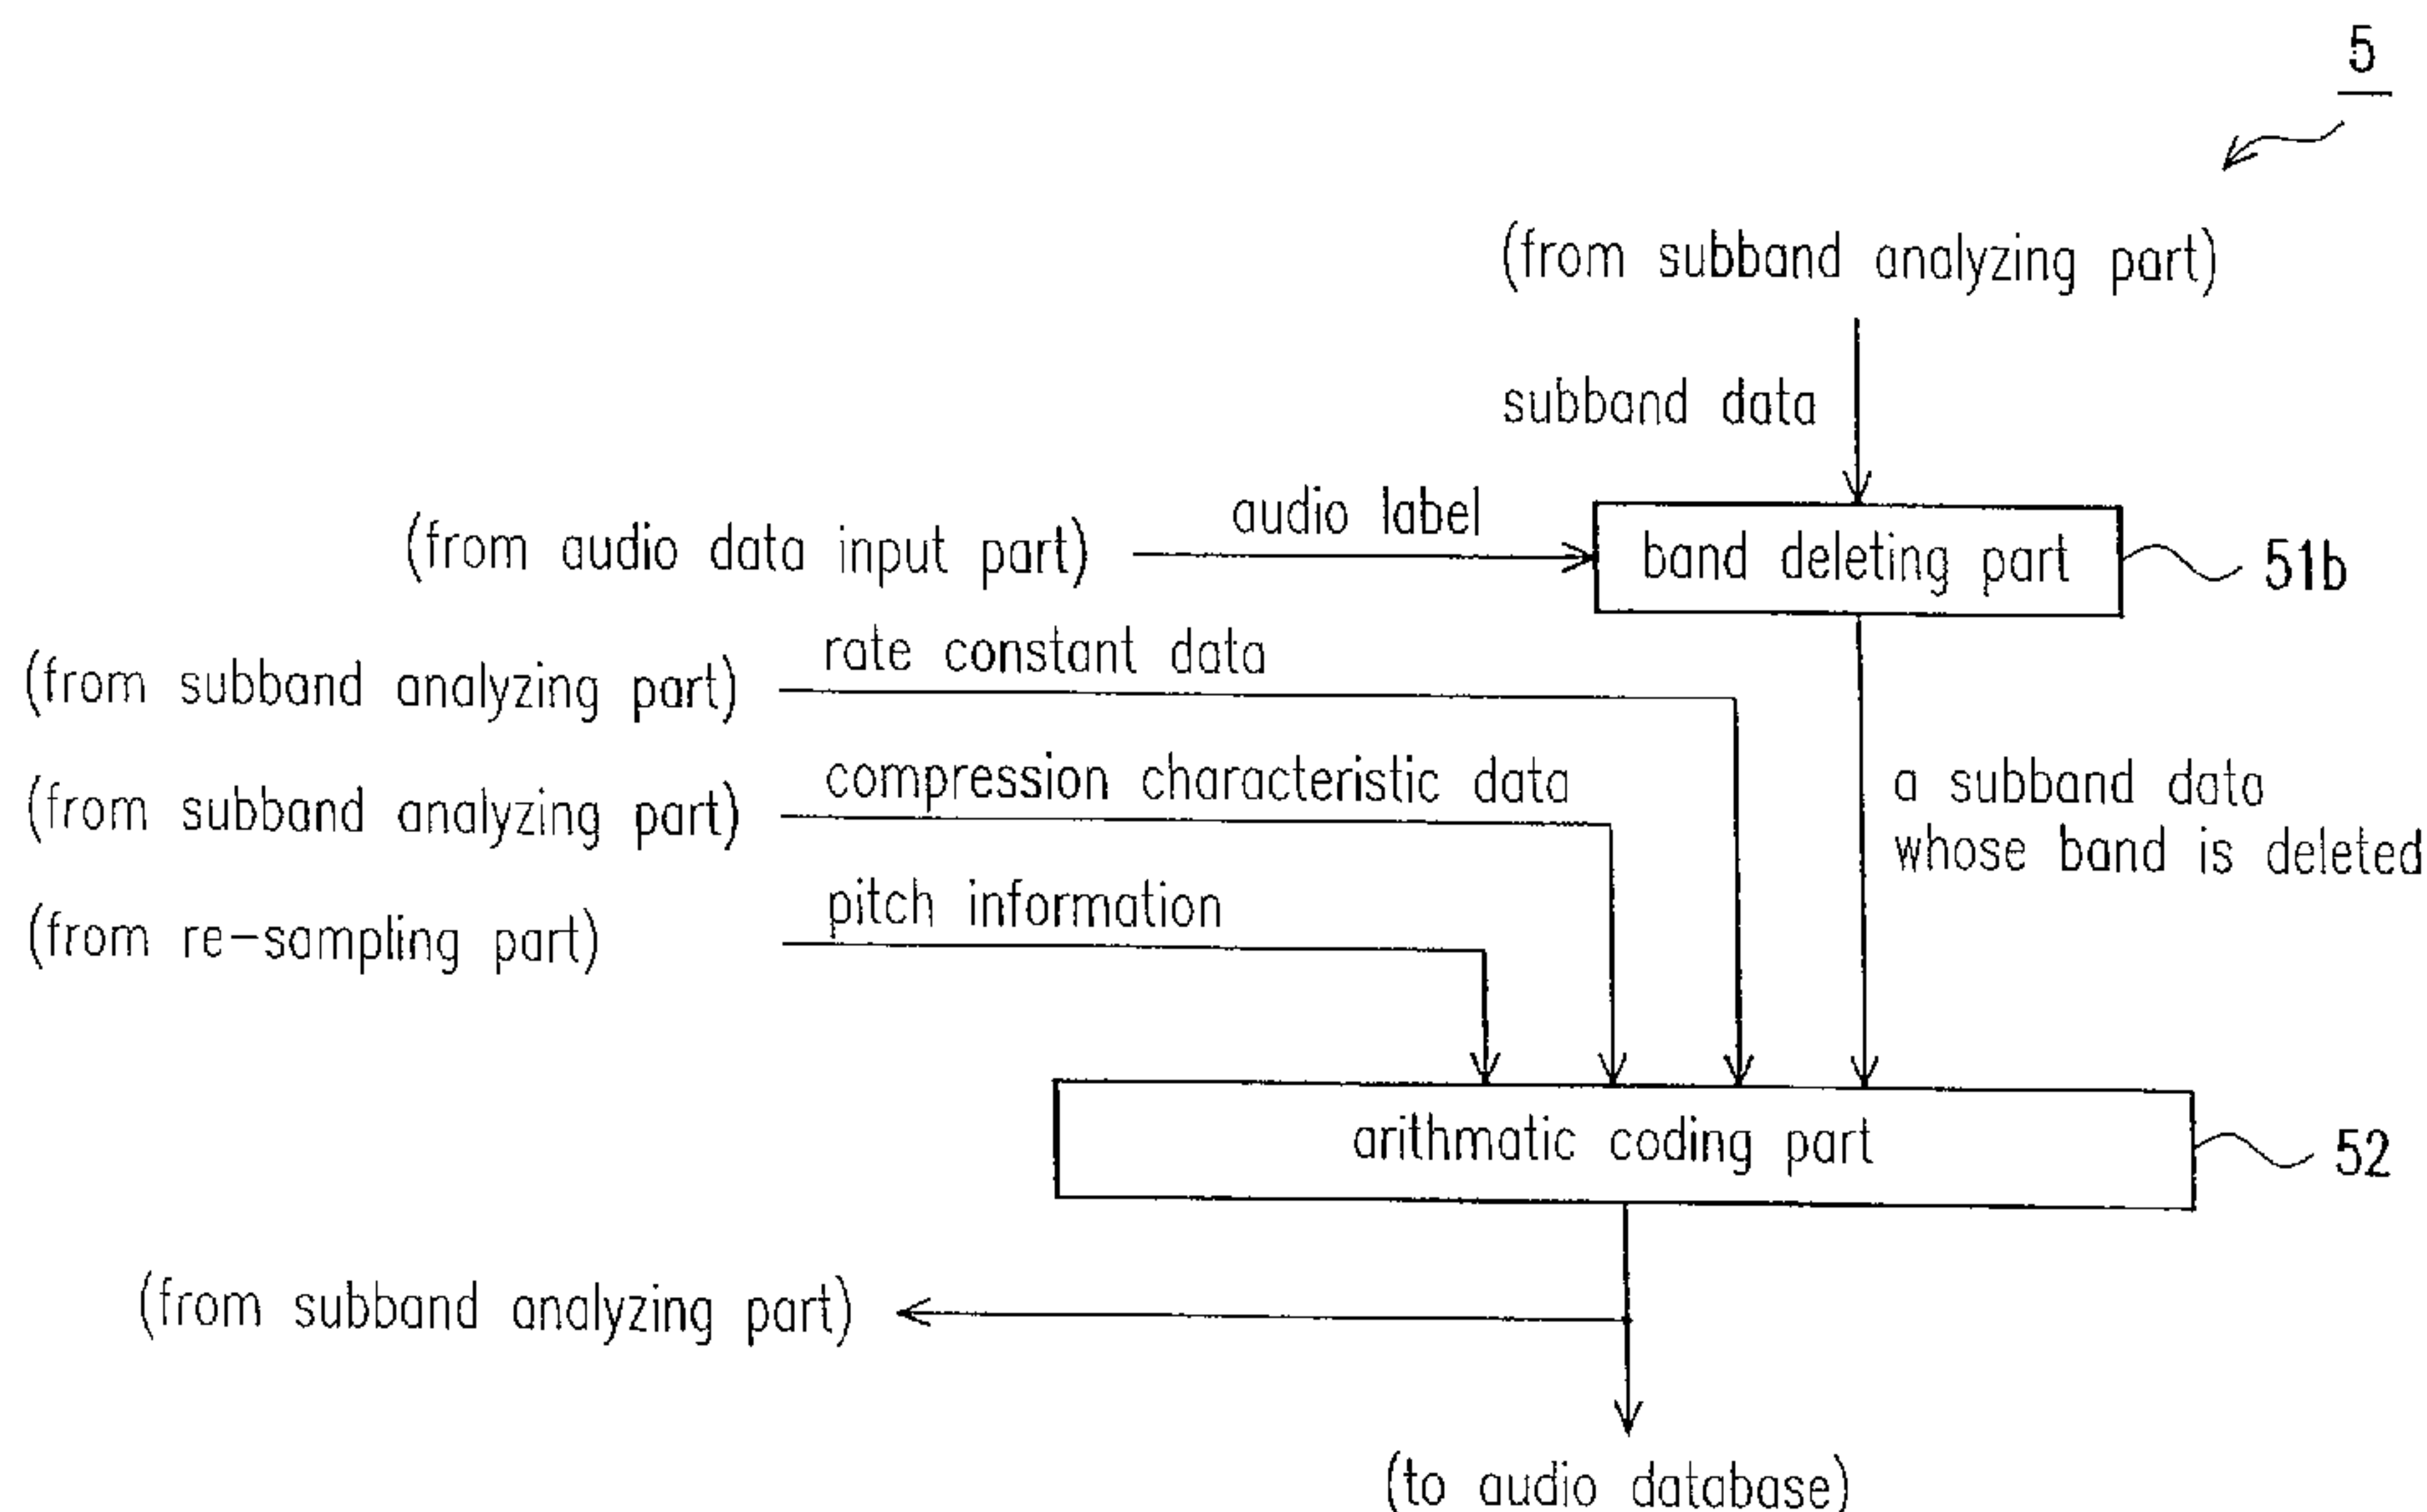 5
(from subband analyzing part)
subband data
audio label
(from audio data input part)
band deleting part
51b
rate constant data
(from subband analyzing part)
compression characteristic data
(from subband analyzing part)
a subband data
whose band is deleted
pitch information
(from re-sampling part)
arithmatic coding part
52
(from subband analyzing part)
(to audio database)